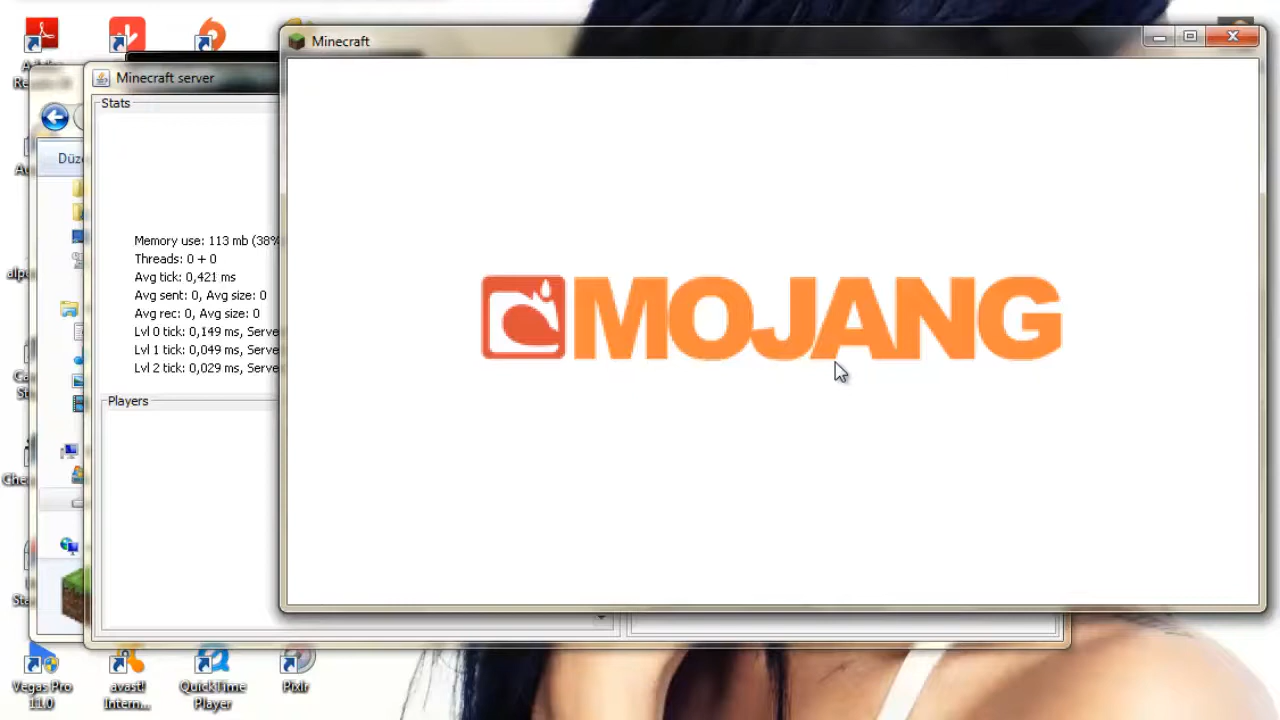 Minecraft
Minecraft server
Stats
Düz
Memory use: 113 mb (38%
Threads: 0 + 0
Avg tick: 0,421 ms
Avg sent: 0, Avg size: 0
Avg rec: 0, Avg size: 0
Lvl 0 tick: 0,149 ms, Serve
Lvl 1 tick: 0,049 ms, Serve
Lvl 2 tick: 0,029 ms, Serve
Players
MOJANG
Vegas Pro
11.0
avast!
Intern...
QuickTime
Player
Pixlr